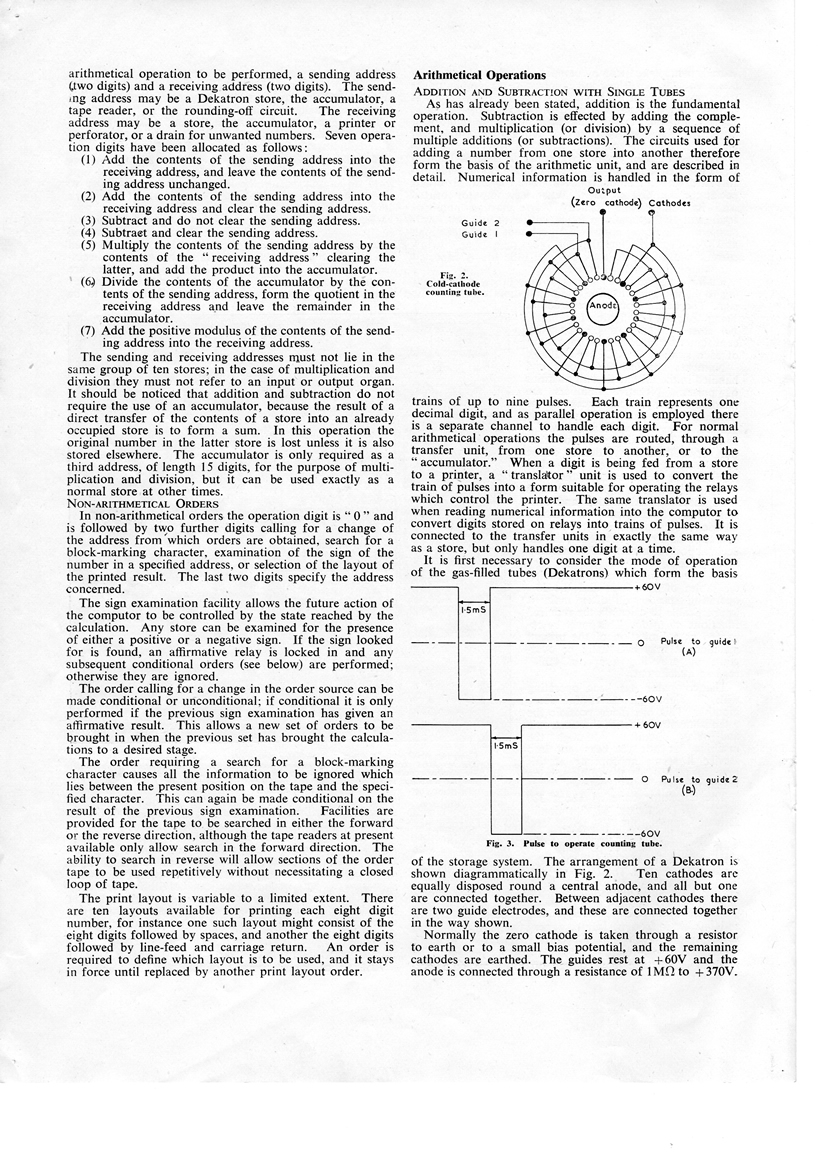 arithmetical operation to be performed, a sending address
(two digits) and a receiving address (two digits). The send-
ing address may be a Dekatron store, the accumulator, a
tape reader, or the rounding-off circuit. The receiving
address may be a store, the accumulator, a printer or
perforator, or a drain for unwanted numbers. Seven opera-
tion digits have been allocated as follows:
(1) Add the contents of the sending address into the
receiving address, and leave the contents of the send-
ing address unchanged.
(2) Add the contents of the sending address into the
receiving address and clear the sending address.
(3) Subtract and do not clear the sending address.
(4) Subtract and clear the sending address.
(5) Multiply the contents of the sending address by the
contents of the “ receiving address ” clearing the
latter, and add the product into the accumulator.
(6) Divide the contents of the accumulator by the con-
tents of the sending address, form the quotient in the
receiving address and leave the remainder in the
accumulator.
(7) Add the positive modulus of the contents of the send-
ing address into the receiving address.
The sending and receiving addresses must not lie in the
same group of ten stores; in the case of multiplication and
division they must not refer to an input or output organ.
It should be noticed that addition and subtraction do not
require the use of an accumulator, because the result of a
direct transfer of the contents of a store into an already
occupied store is to form a sum. In this operation the
original number in the latter store is lost unless it is also
stored elsewhere. The accumulator is only required as a
third address, of length 15 digits, for the purpose of multi-
plication and division, but it can be used exactly as a
normal store at other times.
NON-ARITHMETICAL ORDERS
In non-arithmetical orders the operation digit is “ 0 ” and
is followed by two further digits calling for a change of
the address from which orders are obtained, search for a
block-marking character, examination of the sign of the
number in a specified address, or selection of the layout of
the printed result. The last two digits specify the address
concerned.
The sign examination facility allows the future action of
the computor to be controlled by the state reached by the
calculation. Any store can be examined for the presence
of either a positive or a negative sign. If the sign looked
for is found, an affirmative relay is locked in and any
subsequent conditional orders (see below) are performed;
otherwise they are ignored.
The order calling for a change in the order source can be
made conditional or unconditional; if conditional it is only
performed if the previous sign examination has given an
affirmative result. This allows a new set of orders to be
brought in when the previous set has brought the calcula-
tions to a desired stage.
The order requiring a search for a block-marking
character causes all the information to be ignored which
lies between the present position on the tape and the speci-
fied character. This can again be made conditional on the
result of the previous sign examination. Facilities are
provided for the tape to be searched in either the forward
or the reverse direction, although the tape readers at present
available only allow search in the forward direction. The
ability to search in reverse will allow sections of the order
tape to be used repetitively without necessitating a closed
loop of tape.
The print layout is variable to a limited extent. There
are ten layouts available for printing each eight digit
number, for instance one such layout might consist of the
eight digits followed by spaces, and another the eight digits
followed by line-feed and carriage return. An order is
required to define which layout is to be used, and it stays
in force until replaced by another print layout order.
Arithmetical Operations
ADDITION AND SUBTRACTION WITH SINGLE TUBES
As has already been stated, addition is the fundamental
operation. Subtraction is effected by adding the comple-
ment, and multiplication (or division) by a sequence of
multiple additions (or subtractions). The circuits used for
adding a number from one store into another therefore
form the basis of the arithmetic unit, and are described in
detail. Numerical information is handled in the form of
Output
(Zero cathode) Cathodes
Guide 2
Guide 1
Fig. 2.
Cold-cathode
counting tube.
Anode
trains of up to nine pulses. Each train represents one
decimal digit, and as parallel operation is employed there
is a separate channel to handle each digit. For normal
arithmetical operations the pulses are routed, through a
transfer unit, from one store to another, or to the
“ accumulator.” When a digit is being fed from a store
to a printer, a “ translator ” unit is used to convert the
train of pulses into a form suitable for operating the relays
which control the printer. The same translator is used
when reading numerical information into the computor to
convert digits stored on relays into trains of pulses. It is
connected to the transfer units in exactly the same way
as a store, but only handles one digit at a time.
It is first necessary to consider the mode of operation
of the gas-filled tubes (Dekatrons) which form the basis
+60V
1·5mS
0 Pulse to guide 1
(A)
-60V
+60V
1·5mS
0 Pulse to guide 2
(B)
-60V
Fig. 3. Pulse to operate counting tube.
of the storage system. The arrangement of a Dekatron is
shown diagrammatically in Fig. 2. Ten cathodes are
equally disposed round a central anode, and all but one
are connected together. Between adjacent cathodes there
are two guide electrodes, and these are connected together
in the way shown.
Normally the zero cathode is taken through a resistor
to earth or to a small bias potential, and the remaining
cathodes are earthed. The guides rest at +60V and the
anode is connected through a resistance of 1MΩ to +370V.